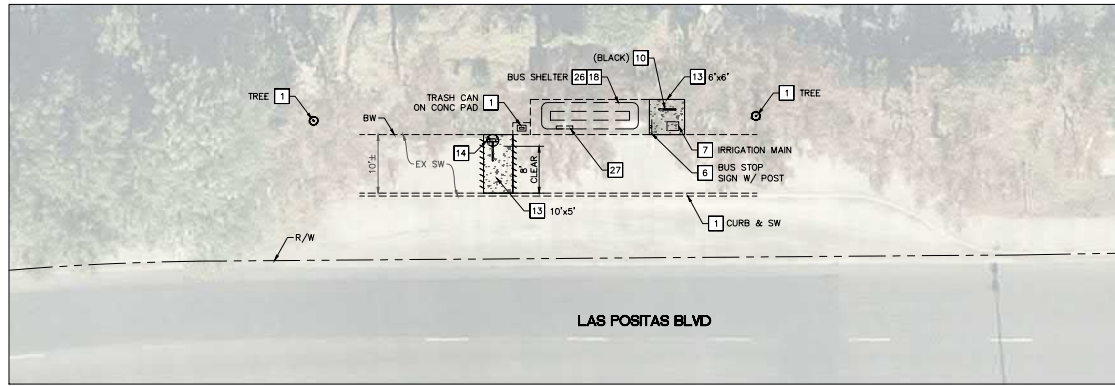 (BLACK) 10
13 6'x6'
BUS SHELTER 26 18
TREE 1
TRASH CAN
ON CONC PAD 1
1 TREE
BW
7 IRRIGATION MAIN
14
10'±
EX SW
8'
CLEAR
27
6 BUS STOP
SIGN W/ POST
13 10'x5'
1 CURB & SW
R/W
LAS POSITAS BLVD